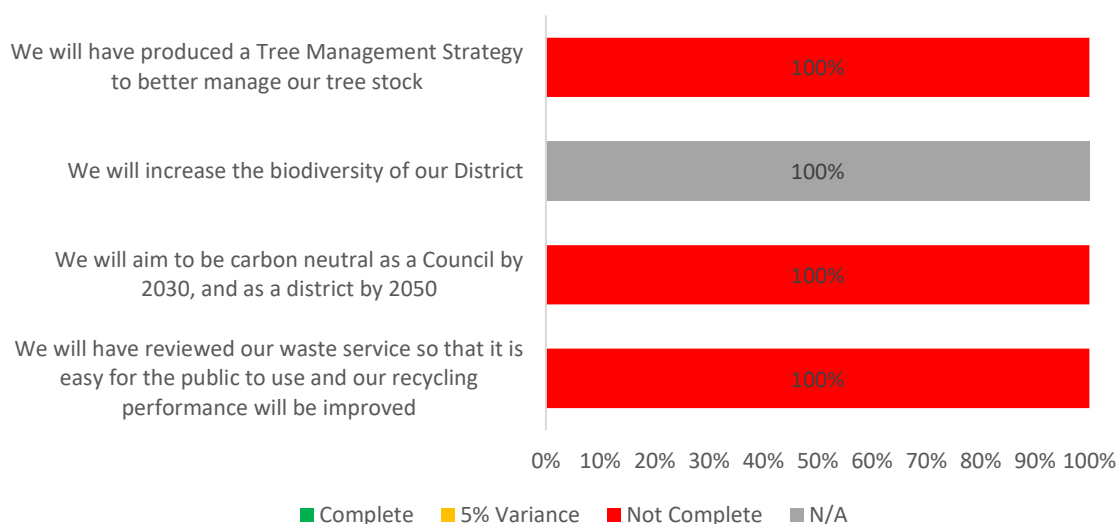 We will have produced a Tree Management Strategy
to better manage our tree stock
100%
We will increase the biodiversity of our District
100%
We will aim to be carbon neutral as a Council by
2030, and as a district by 2050
100%
We will have reviewed our waste service so that it is
easy for the public to use and our recycling
performance will be improved
100%
0% 10% 20% 30% 40% 50% 60% 70% 80% 90% 100%
Complete 5% Variance Not Complete N/A